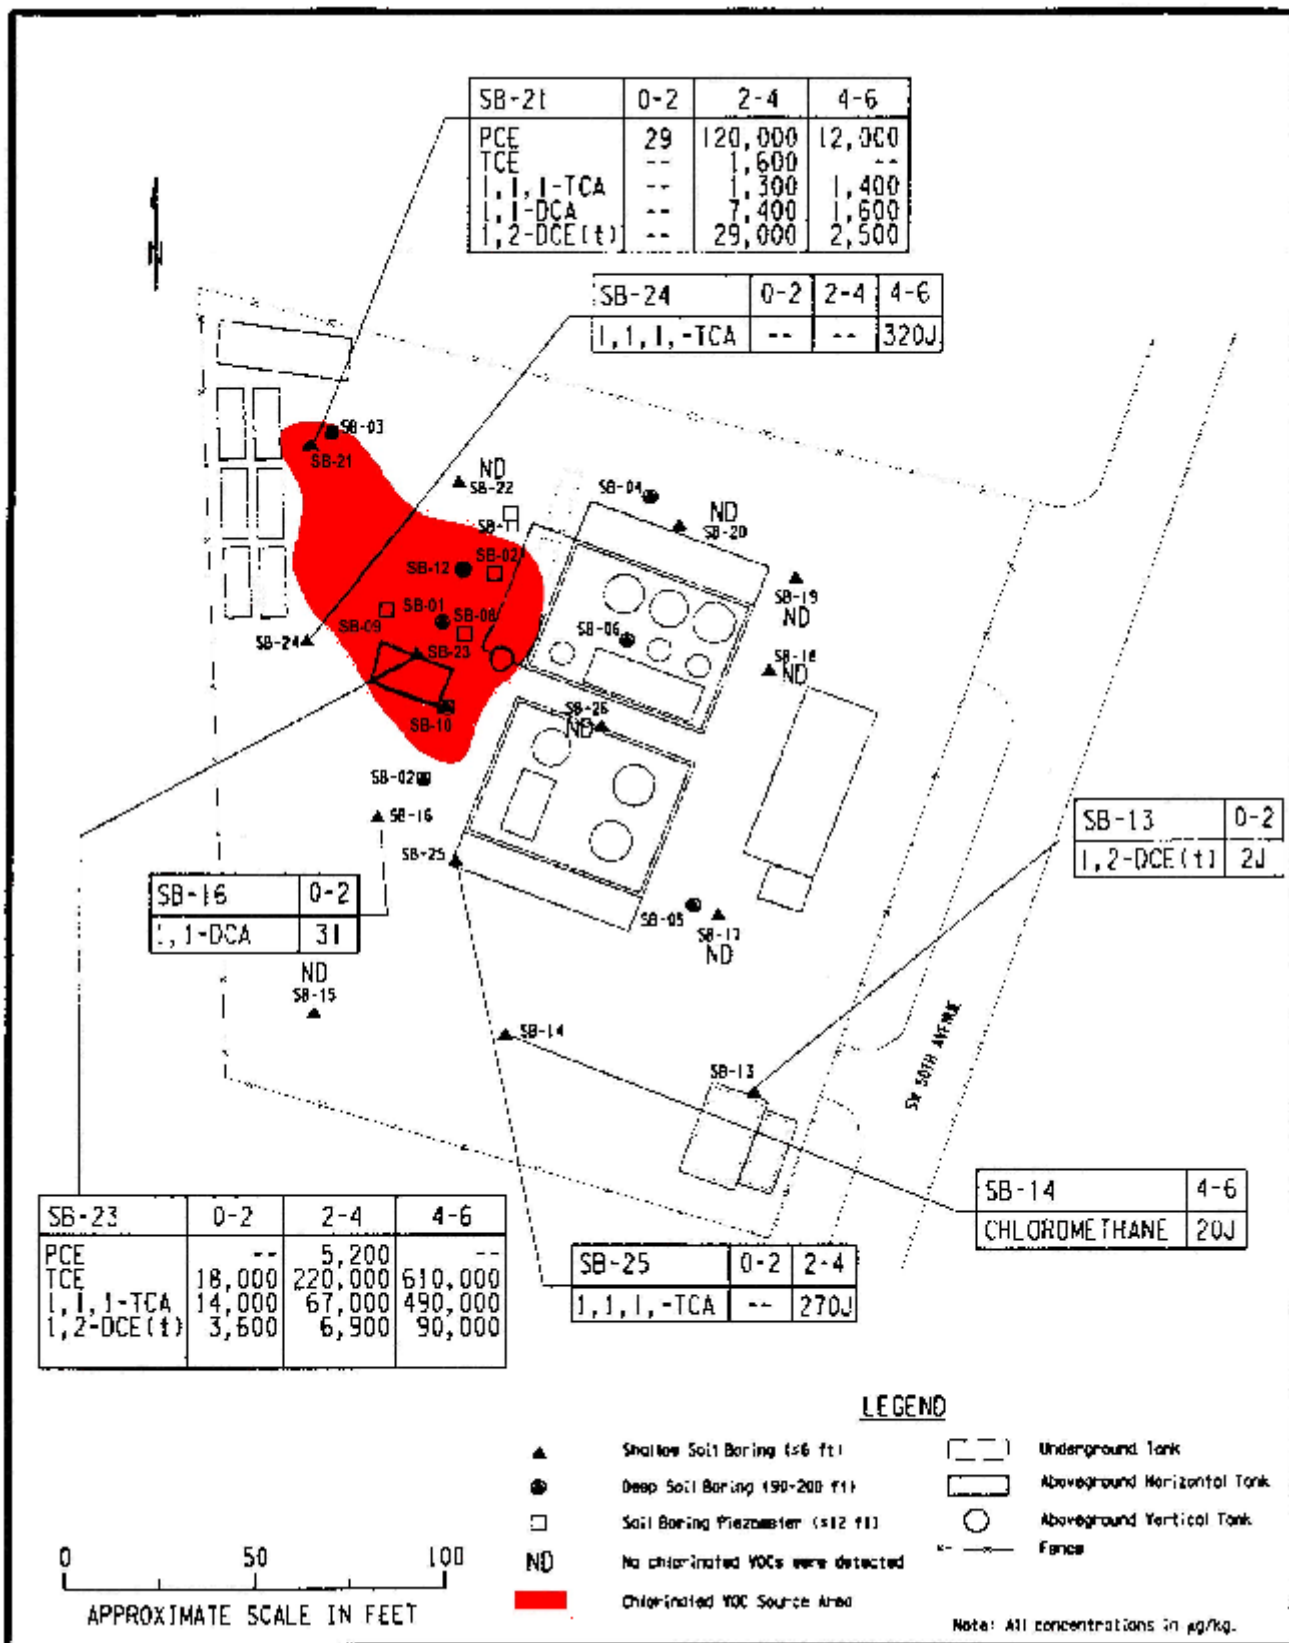 SB-21 0-2 2-4 4-6
PCE 29 120,000 12,000
TCE -- 1,600 --
1,1,1-TCA -- 1,300 1,400
1,1-DCA -- 7,400 1,600
1,2-DCE(t) -- 29,000 2,500
N
SB-24 0-2 2-4 4-6
1,1,1,-TCA -- -- 320J
SB-03
SB-21
ND
SB-22
SB-11
SB-04
ND
SB-20
SB-12
SB-02
SB-19
ND
SB-09
SB-01
SB-08
SB-06
SB-24
SB-23
SB-18
ND
SB-10
SB-26
ND
SB-02
SB-16
SB-25
SB-13 0-2
1,2-DCE(t) 2J
SB-16 0-2
1,1-DCA 31
SB-05
SB-17
ND
ND
SB-15
SB-14
SB-13
SW 50TH AVENUE
SB-14 4-6
CHLOROMETHANE 20J
SB-23 0-2 2-4 4-6
PCE -- 5,200 --
TCE 18,000 220,000 610,000
1,1,1-TCA 14,000 67,000 490,000
1,2-DCE(t) 3,600 6,900 90,000
SB-25 0-2 2-4
1,1,1,-TCA -- 270J
LEGEND
Shallow Soil Boring (≤6 ft)
Deep Soil Boring (90-200 ft)
Soil Boring Piezometer (≤12 ft)
ND No chlorinated VOCs were detected
Chlorinated VOC Source Area
Underground Tank
Aboveground Horizontal Tank
Aboveground Vertical Tank
Fence
0 50 100
APPROXIMATE SCALE IN FEET
Note: All concentrations in µg/kg.